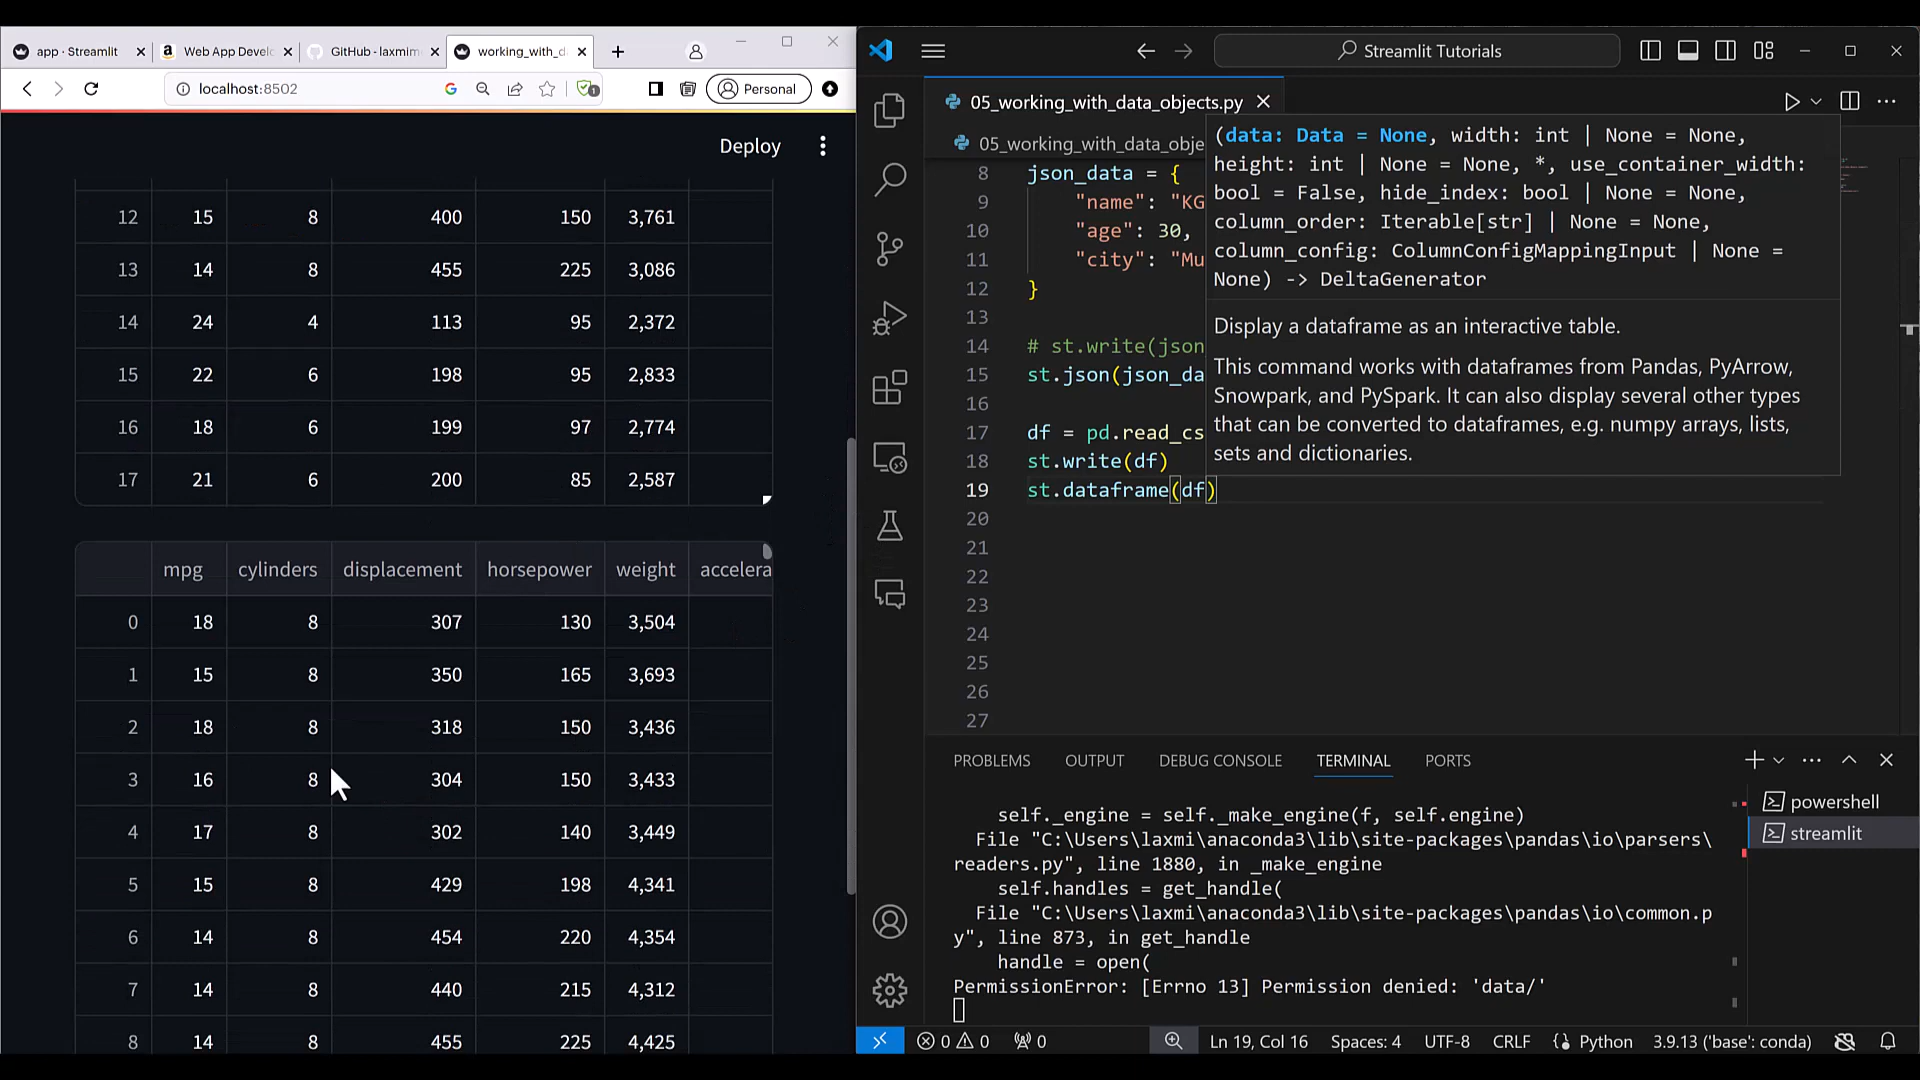 app · Streamlit
Web App Devel
GitHub - laxmim
working_with_d
localhost:8502
Personal
Deploy
12 15 8 400 150 3,761
13 14 8 455 225 3,086
14 24 4 113 95 2,372
15 22 6 198 95 2,833
16 18 6 199 97 2,774
17 21 6 200 85 2,587
mpg cylinders displacement horsepower weight accelera
0 18 8 307 130 3,504
1 15 8 350 165 3,693
2 18 8 318 150 3,436
3 16 8 304 150 3,433
4 17 8 302 140 3,449
5 15 8 429 198 4,341
6 14 8 454 220 4,354
7 14 8 440 215 4,312
8 14 8 455 225 4,425
Streamlit Tutorials
05_working_with_data_objects.py
05_working_with_data_obje
8 json_data = {
9 "name": "KG
10 "age": 30,
11 "city": "Mu
12 }
13
14 # st.write(json
15 st.json(json_da
16
17 df = pd.read_cs
18 st.write(df)
19 st.dataframe(df)
20
21
22
23
24
25
26
27
(data: Data = None, width: int | None = None,
height: int | None = None, *, use_container_width:
bool = False, hide_index: bool | None = None,
column_order: Iterable[str] | None = None,
column_config: ColumnConfigMappingInput | None =
None) -> DeltaGenerator
Display a dataframe as an interactive table.
This command works with dataframes from Pandas, PyArrow,
Snowpark, and PySpark. It can also display several other types
that can be converted to dataframes, e.g. numpy arrays, lists,
sets and dictionaries.
PROBLEMS OUTPUT DEBUG CONSOLE TERMINAL PORTS
self._engine = self._make_engine(f, self.engine)
File "C:\Users\laxmi\anaconda3\lib\site-packages\pandas\io\parsers\
readers.py", line 1880, in _make_engine
self.handles = get_handle(
File "C:\Users\laxmi\anaconda3\lib\site-packages\pandas\io\common.p
y", line 873, in get_handle
handle = open(
PermissionError: [Errno 13] Permission denied: 'data/'
powershell
streamlit
0 0 0 Ln 19, Col 16 Spaces: 4 UTF-8 CRLF Python 3.9.13 ('base': conda)